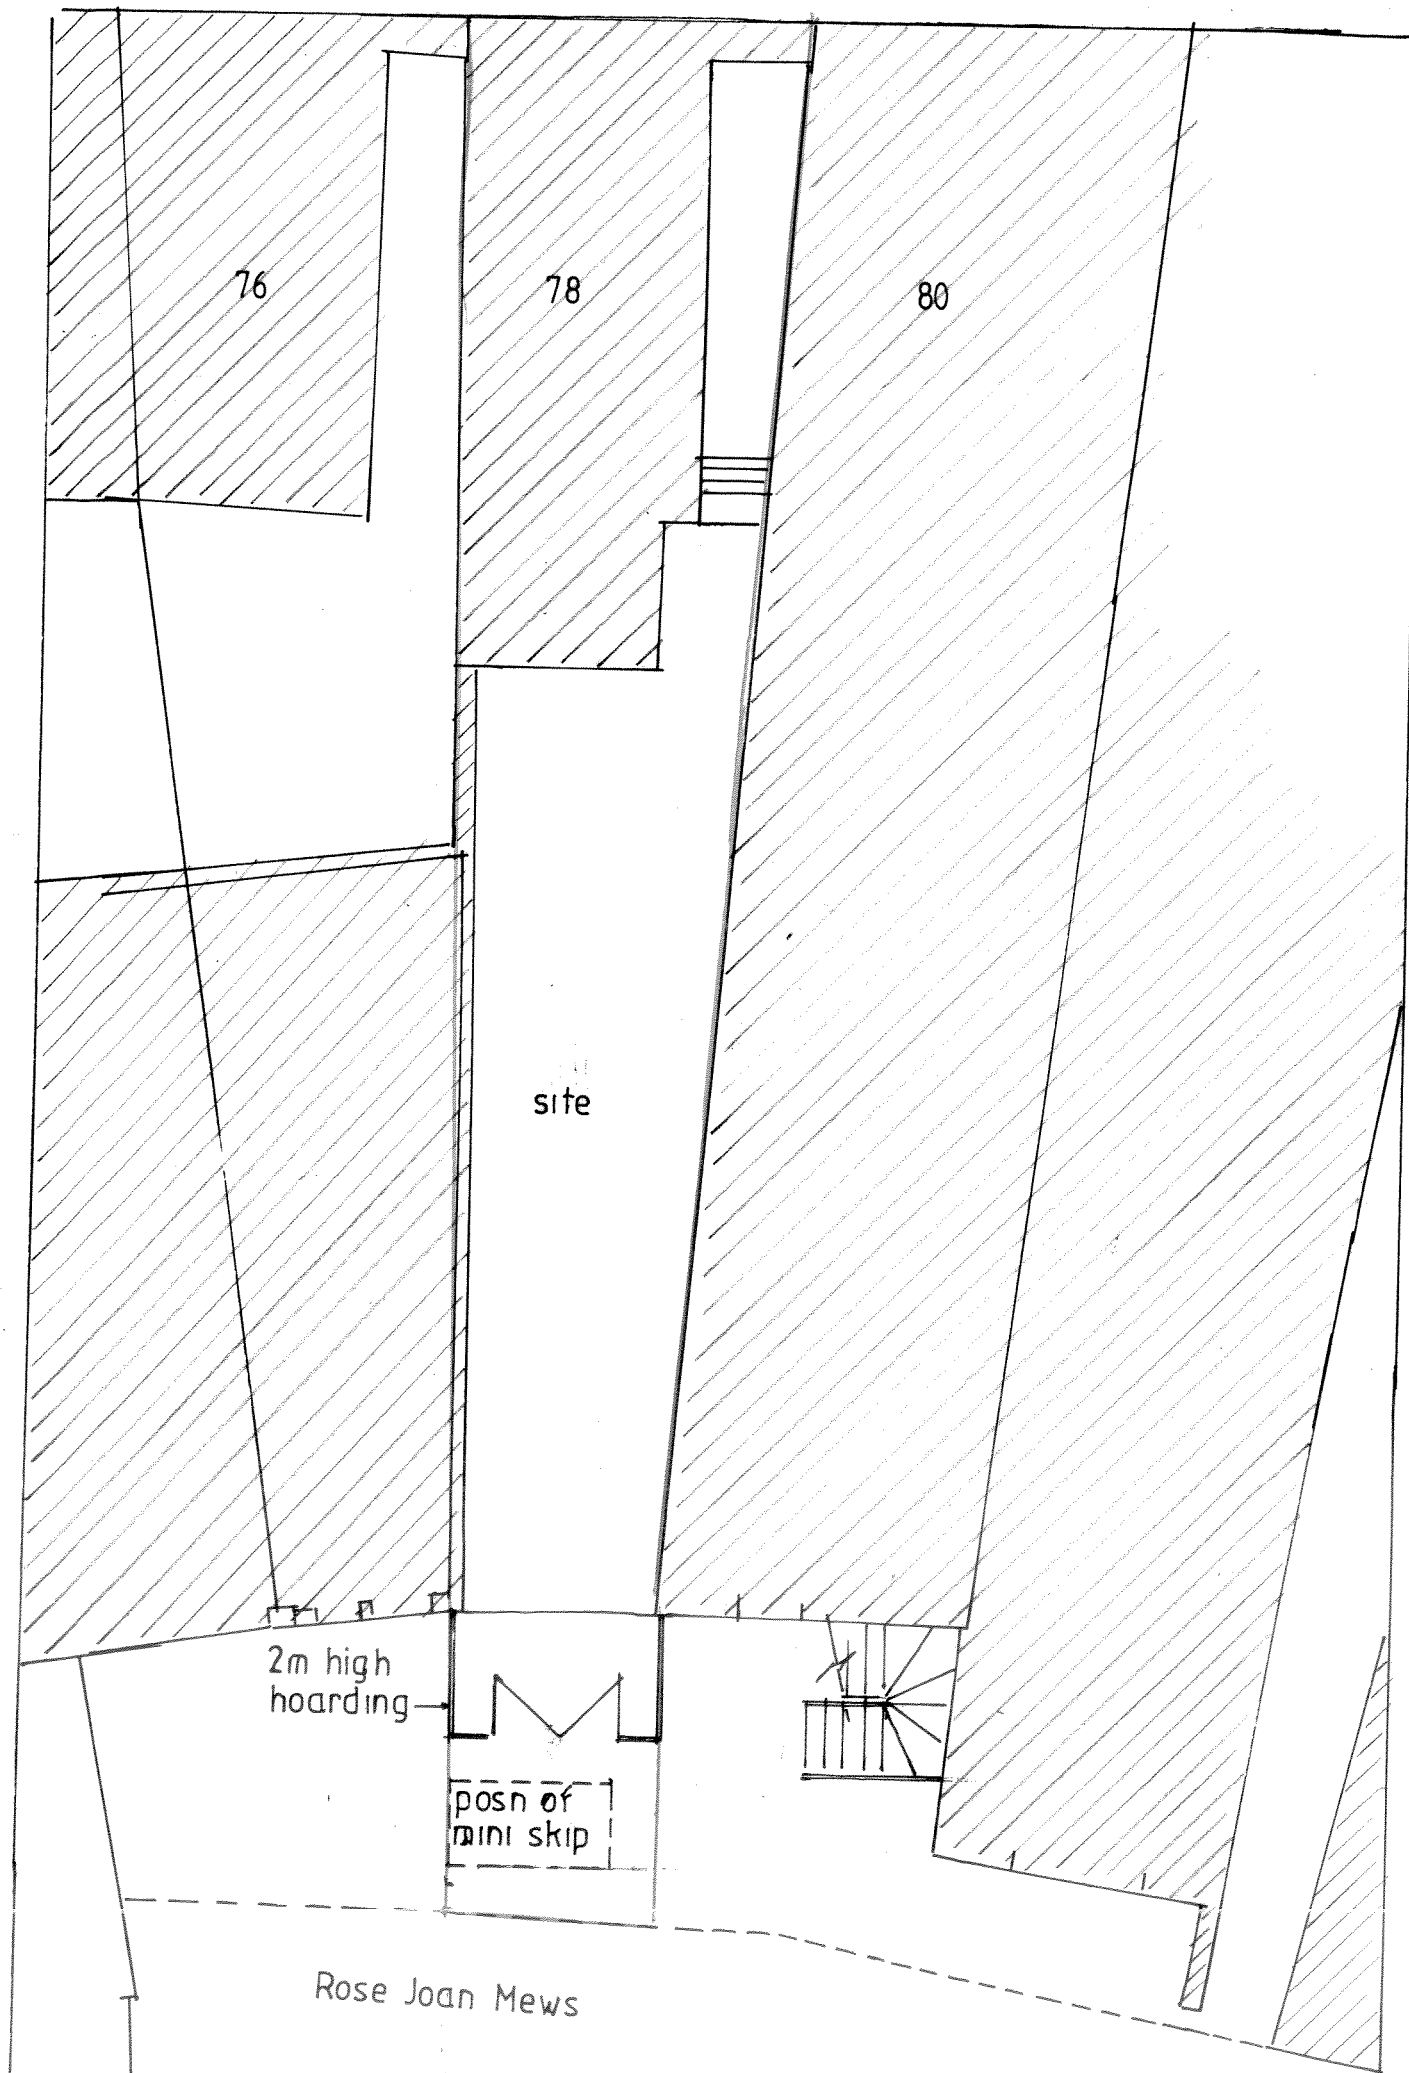 76
78
80
site
2m high
hoarding
posn of
mini skip
Rose Joan Mews